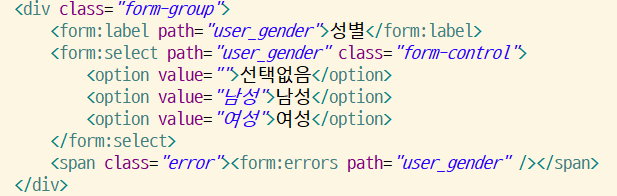 <div class="form-group">
    <form:label path="user_gender">성별</form:label>
    <form:select path="user_gender" class="form-control">
        <option value="">선택없음</option>
        <option value="남성">남성</option>
        <option value="여성">여성</option>
    </form:select>
    <span class="error"><form:errors path="user_gender" /></span>
</div>